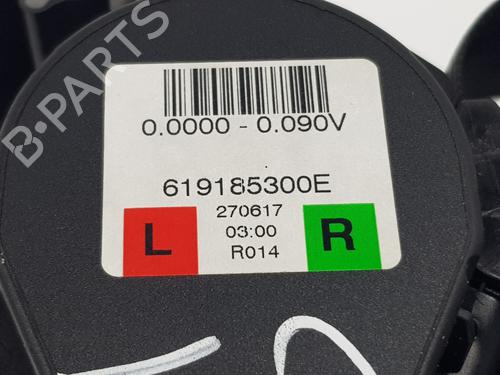 B-PARTS
0.0000 - 0.090V
619185300E
L 270617 R
03:00
R014